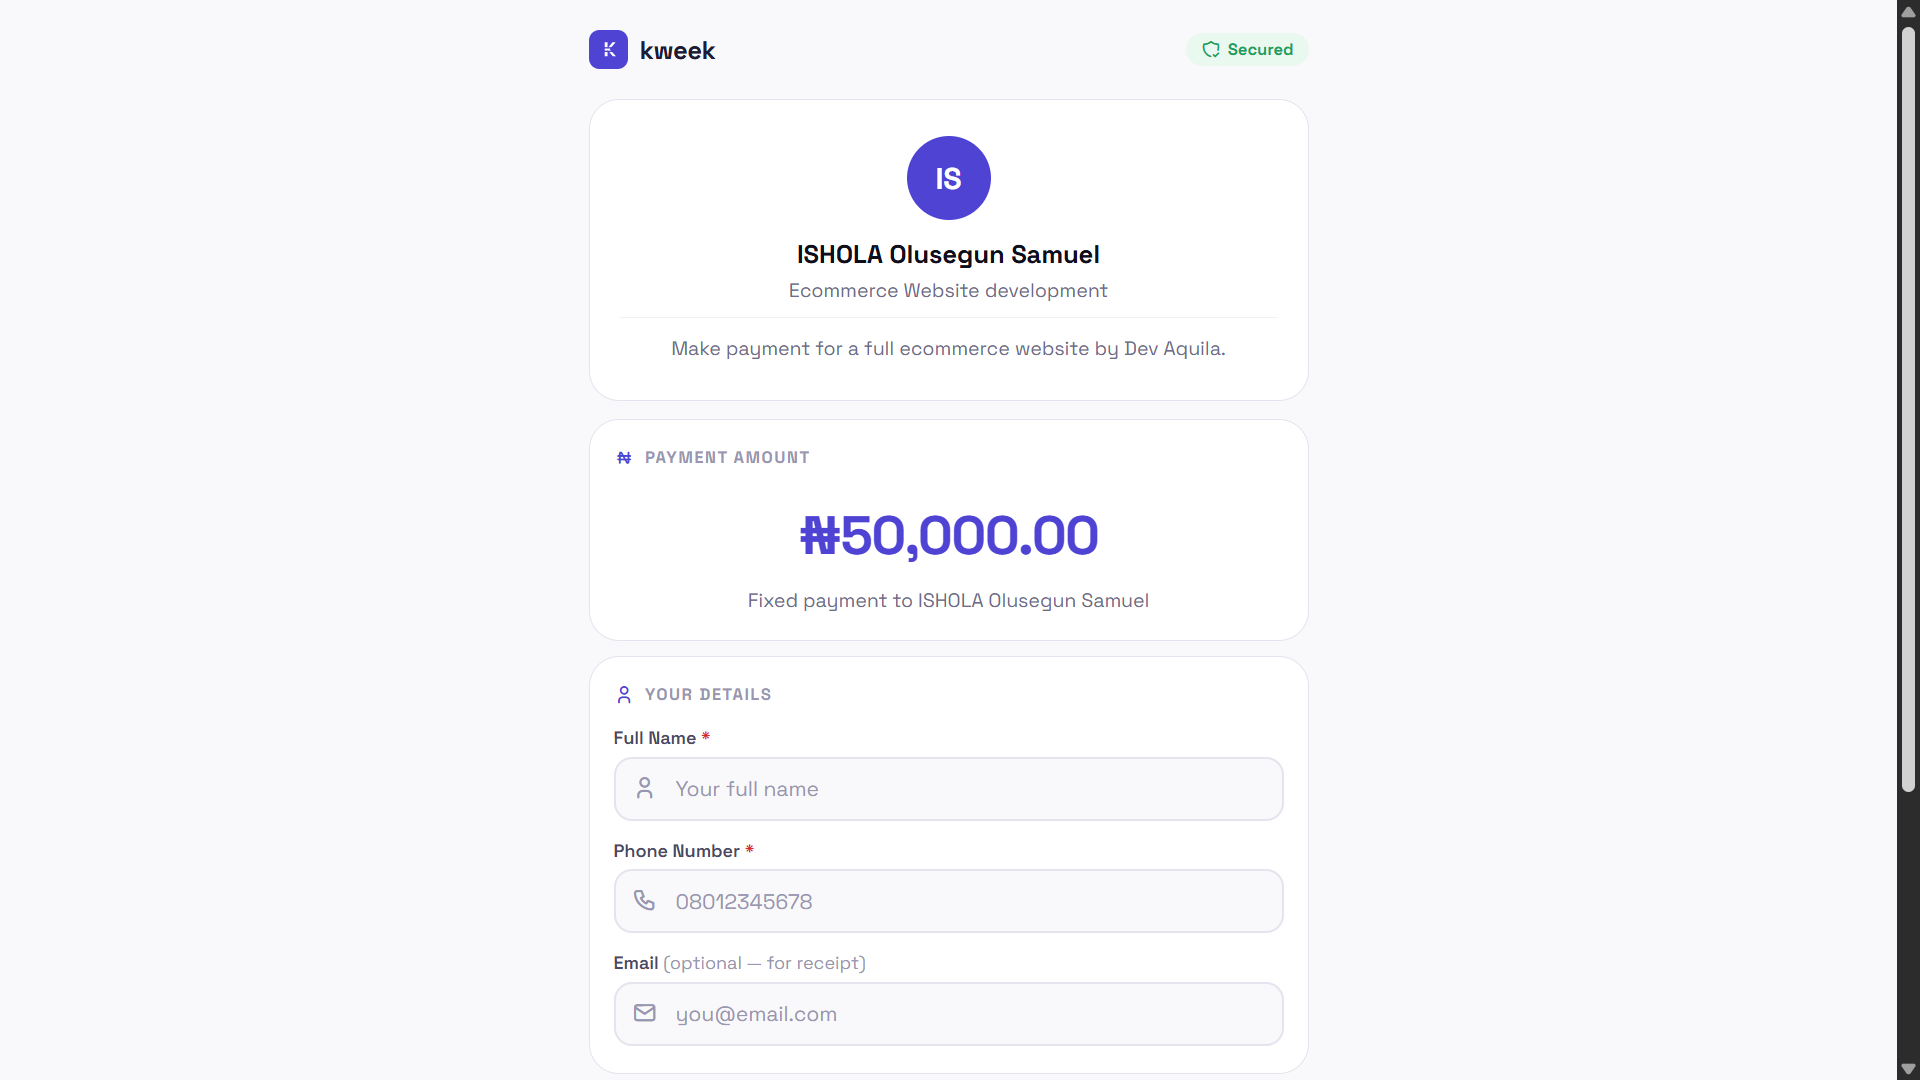 K kweek
Secured
IS
ISHOLA Olusegun Samuel
Ecommerce Website development
Make payment for a full ecommerce website by Dev Aquila.
₦ PAYMENT AMOUNT
₦50,000.00
Fixed payment to ISHOLA Olusegun Samuel
YOUR DETAILS
Full Name *
Your full name
Phone Number *
08012345678
Email (optional — for receipt)
you@email.com